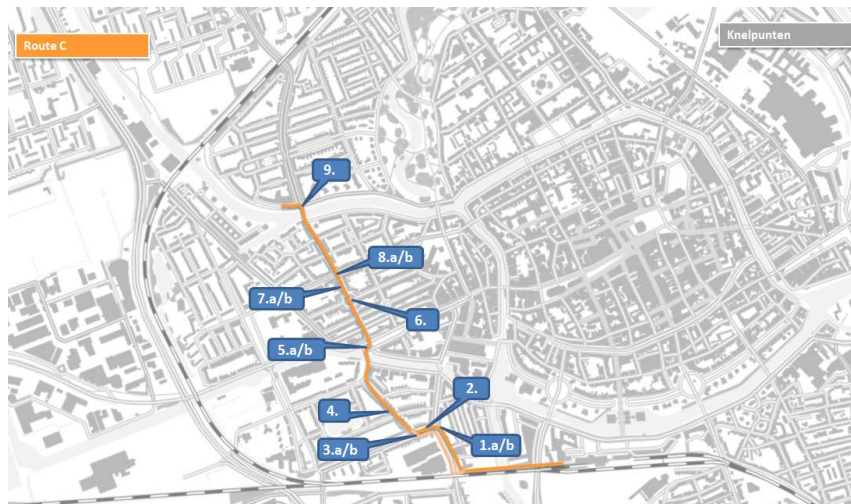 Route C
Knelpunten
9.
8.a/b
7.a/b
6.
5.a/b
4.
2.
3.a/b
1.a/b